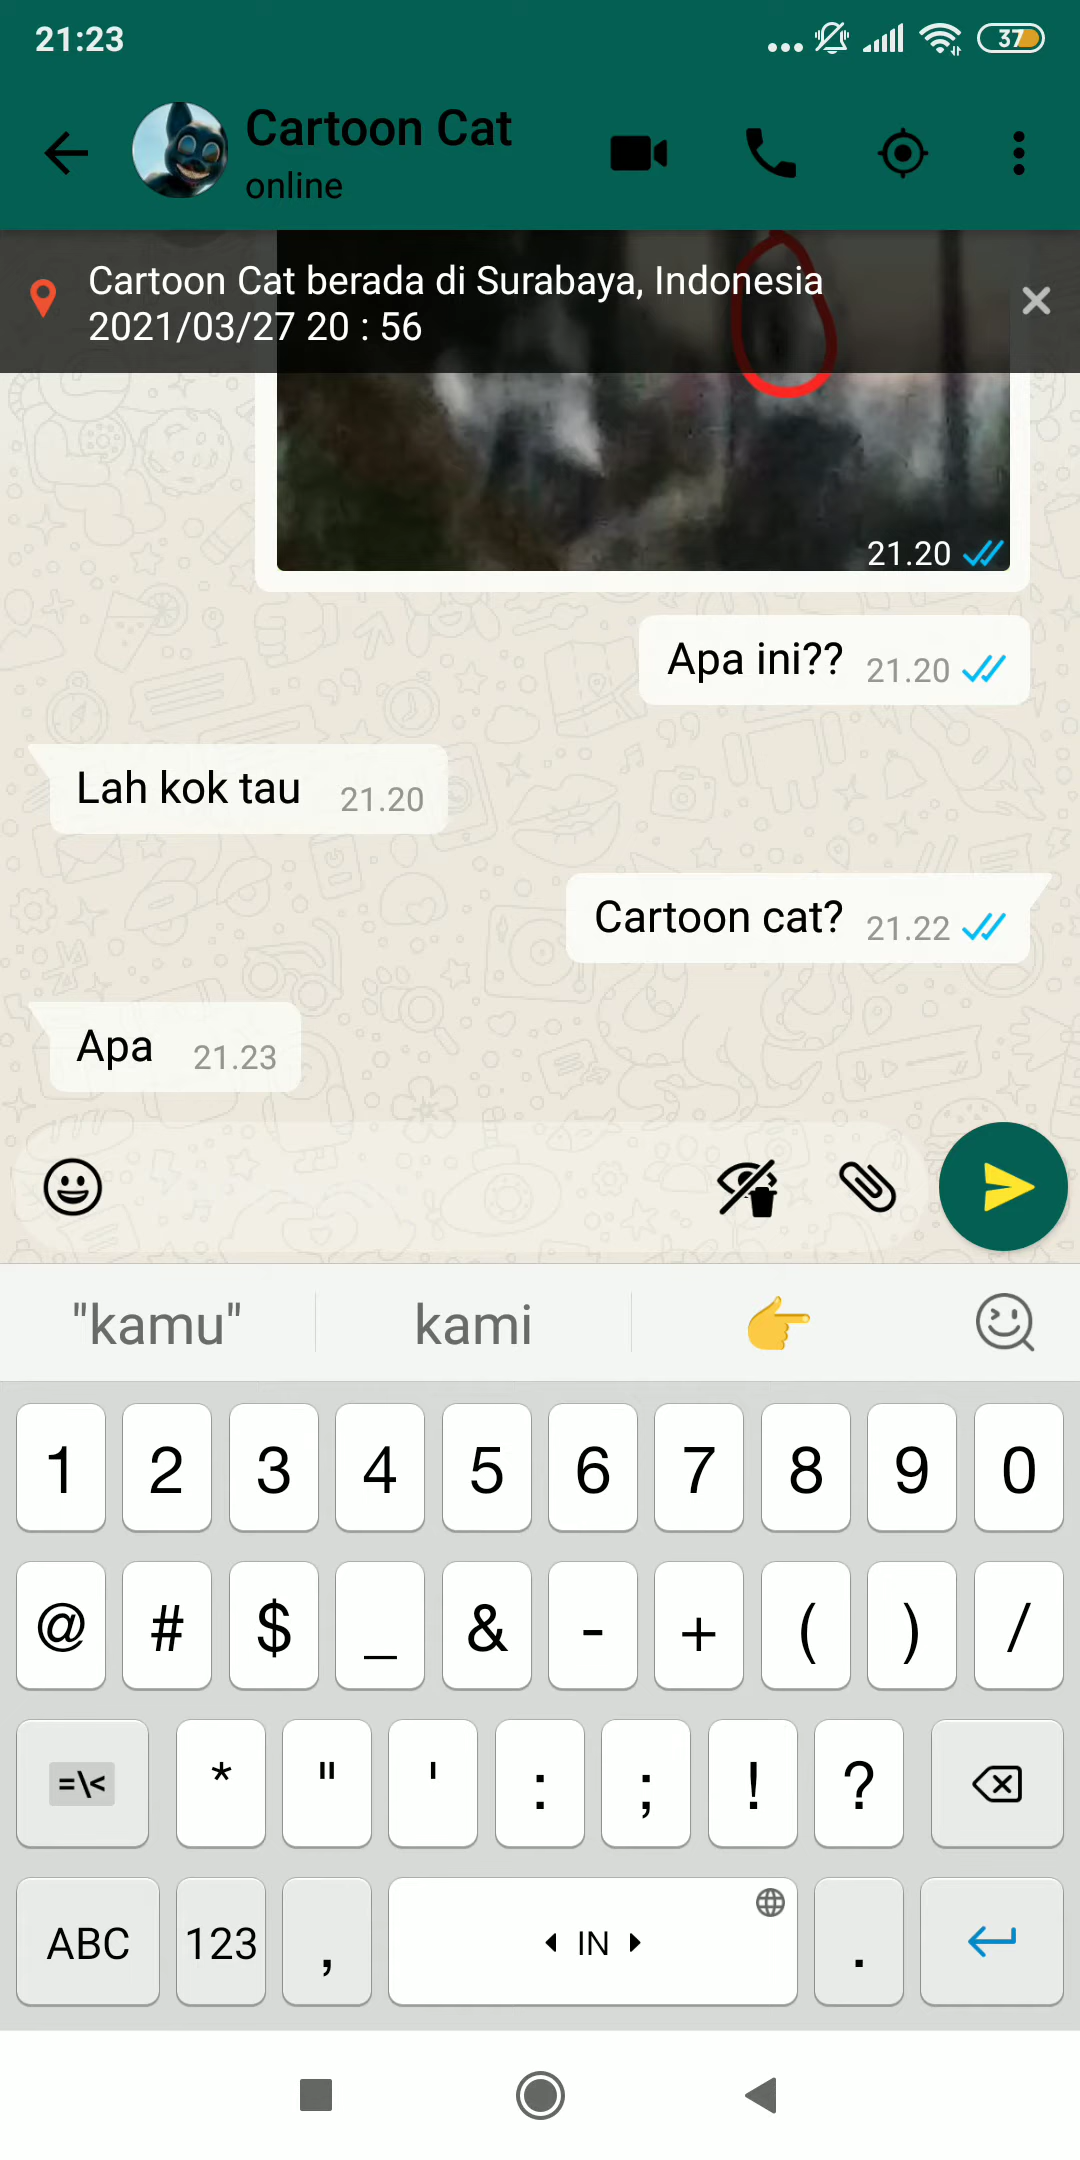 21:23
37
Cartoon Cat
online
Cartoon Cat berada di Surabaya, Indonesia
2021/03/27 20 : 56
21.20
Apa ini?? 21.20
Lah kok tau 21.20
Cartoon cat? 21.22
Apa 21.23
"kamu" kami 👉
1 2 3 4 5 6 7 8 9 0
@ # $ _ & - + ( ) /
=\< * " ' : ; ! ?
ABC 123 , IN .